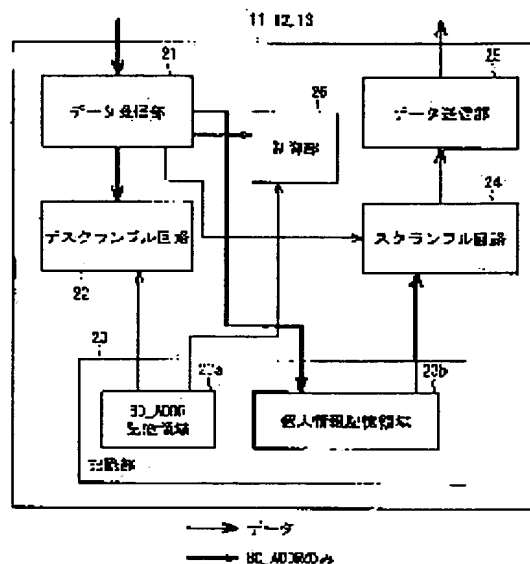 11 12,13
21
データ受信部
26
制御部
25
データ送信部
デスクランブル回路
22
24
スクランブル回路
23
23a
BD_ADDR
記憶領域
23b
個人情報記憶領域
記憶部
データ
BD_ADDRのみ